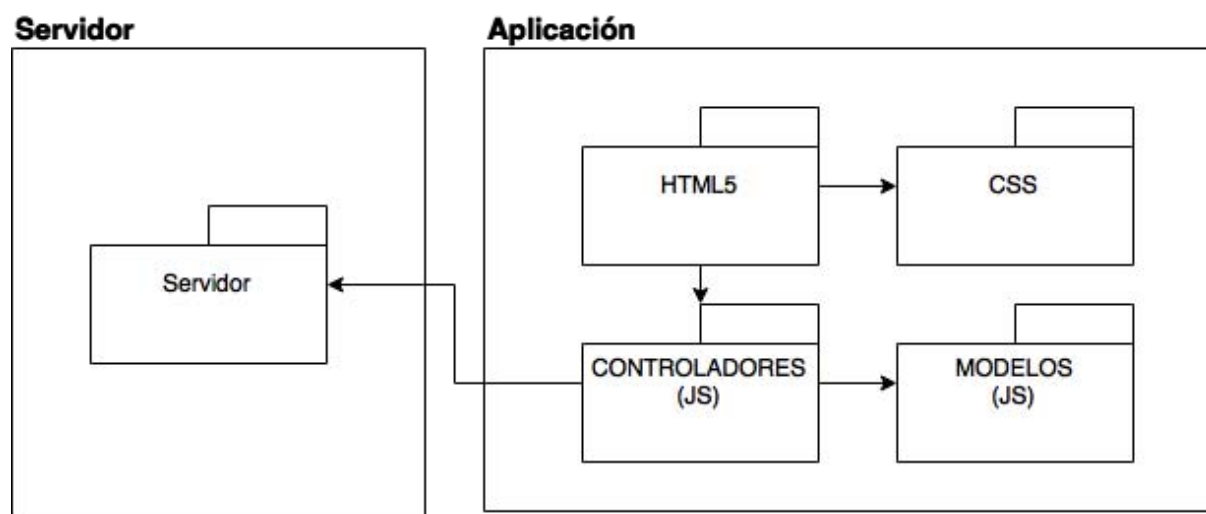 Servidor
Aplicación
HTML5
CSS
Servidor
CONTROLADORES
(JS)
MODELOS
(JS)